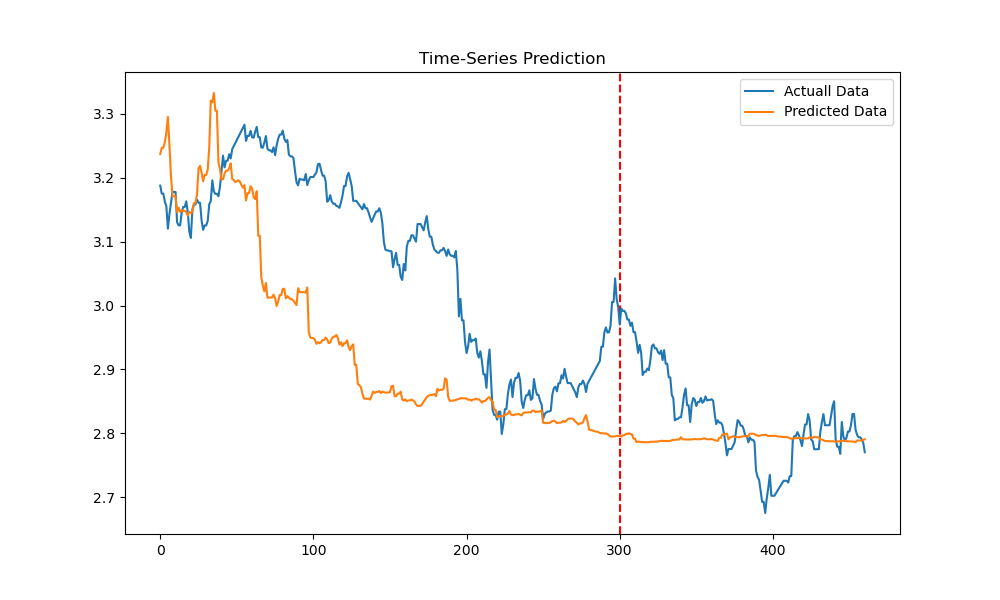 Time-Series Prediction
Actuall Data
Predicted Data
3.3
3.2
3.1
3.0
2.9
2.8
2.7
0 100 200 300 400